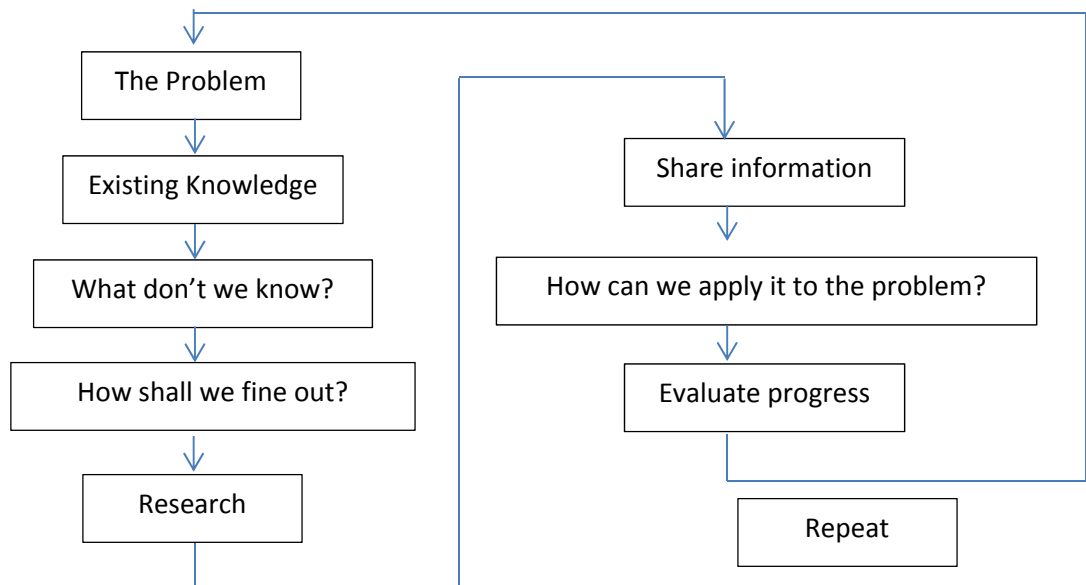 The Problem
Existing Knowledge
What don’t we know?
How shall we fine out?
Research
Share information
How can we apply it to the problem?
Evaluate progress
Repeat